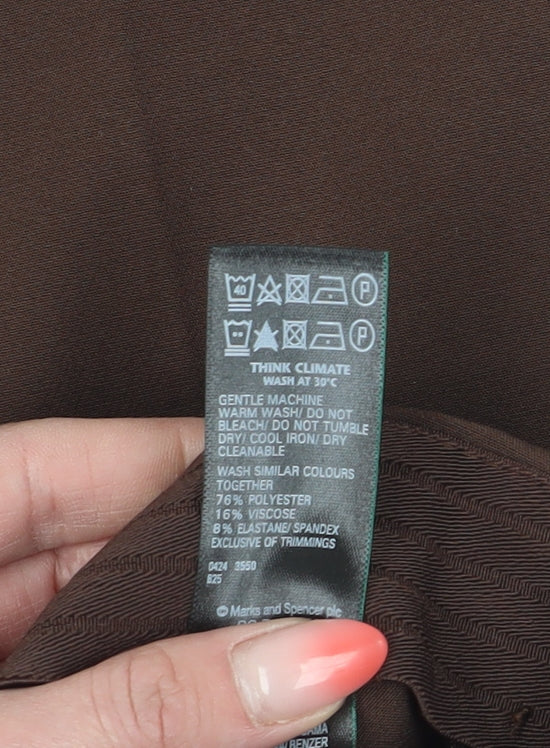 40 P
P
THINK CLIMATE
WASH AT 30°C
GENTLE MACHINE
WARM WASH/ DO NOT
BLEACH/ DO NOT TUMBLE
DRY/ COOL IRON/ DRY
CLEANABLE
WASH SIMILAR COLOURS
TOGETHER
76% POLYESTER
16% VISCOSE
8% ELASTANE/ SPANDEX
EXCLUSIVE OF TRIMMINGS
0424 3550
B25
© Marks and Spencer plc
BENZER